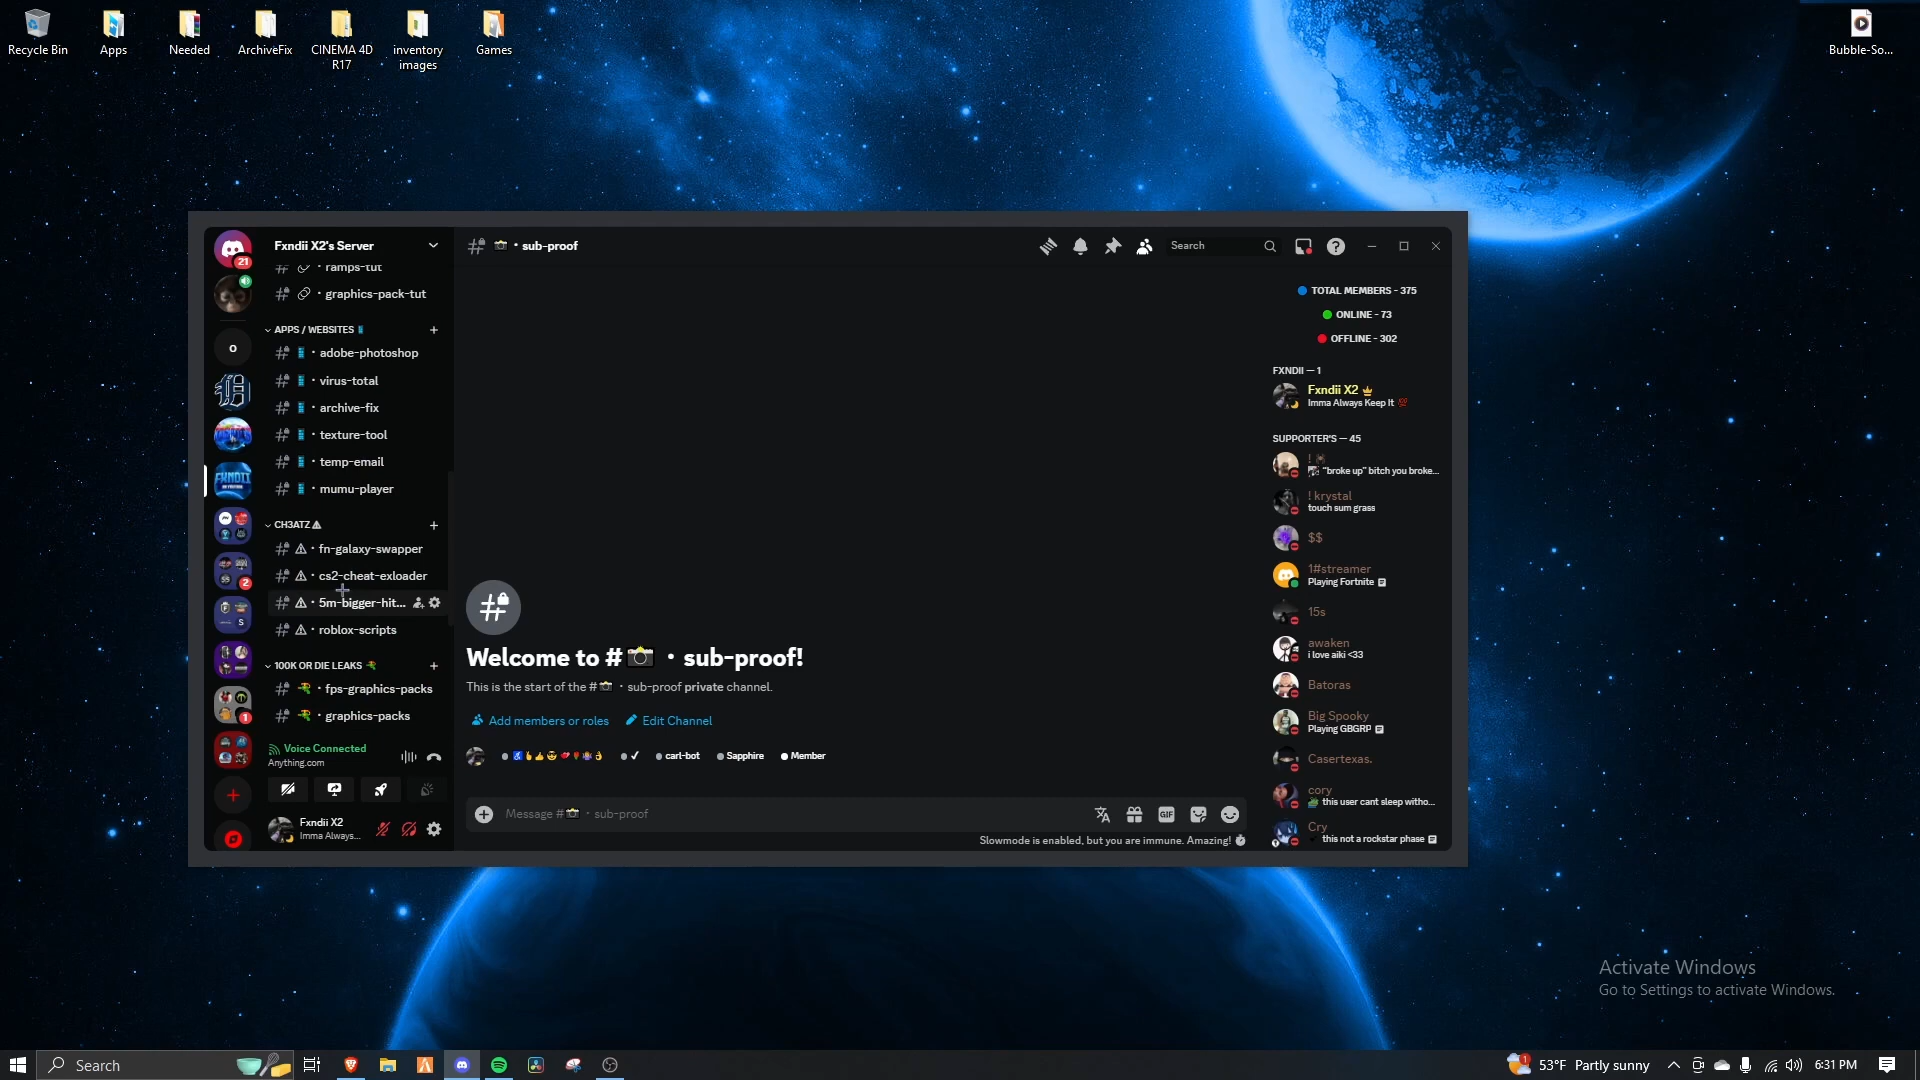 Recycle Bin
Apps
Needed
ArchiveFix
CINEMA 4D
R17
inventory
images
Games
Bubble-So...
21
Fxndii X2's Server
ramps-tut
graphics-pack-tut
APPS / WEBSITES
adobe-photoshop
virus-total
archive-fix
texture-tool
temp-email
mumu-player
CH3ATZ
fn-galaxy-swapper
cs2-cheat-exloader
5m-bigger-hit...
roblox-scripts
100K OR DIE LEAKS
fps-graphics-packs
graphics-packs
o
2
1
Voice Connected
Anything.com
Fxndii X2
Imma Always...
sub-proof
Search
Welcome to # ・sub-proof!
This is the start of the # ・sub-proof private channel.
Add members or roles
Edit Channel
carl-bot
Sapphire
Member
Message # ・sub-proof
GIF
Slowmode is enabled, but you are immune. Amazing!
TOTAL MEMBERS - 375
ONLINE - 73
OFFLINE - 302
FXNDII — 1
Fxndii X2
Imma Always Keep It 💯
SUPPORTER'S — 45
!
"broke up" bitch you broke...
! krystal
touch sum grass
$$
1#streamer
Playing Fortnite
15s
awaken
i love aiki <33
Batoras
Big Spooky
Playing GBGRP
Casertexas.
cory
this user cant sleep witho...
Cry
this not a rockstar phase
Activate Windows
Go to Settings to activate Windows.
Search
1
53°F Partly sunny
6:31 PM